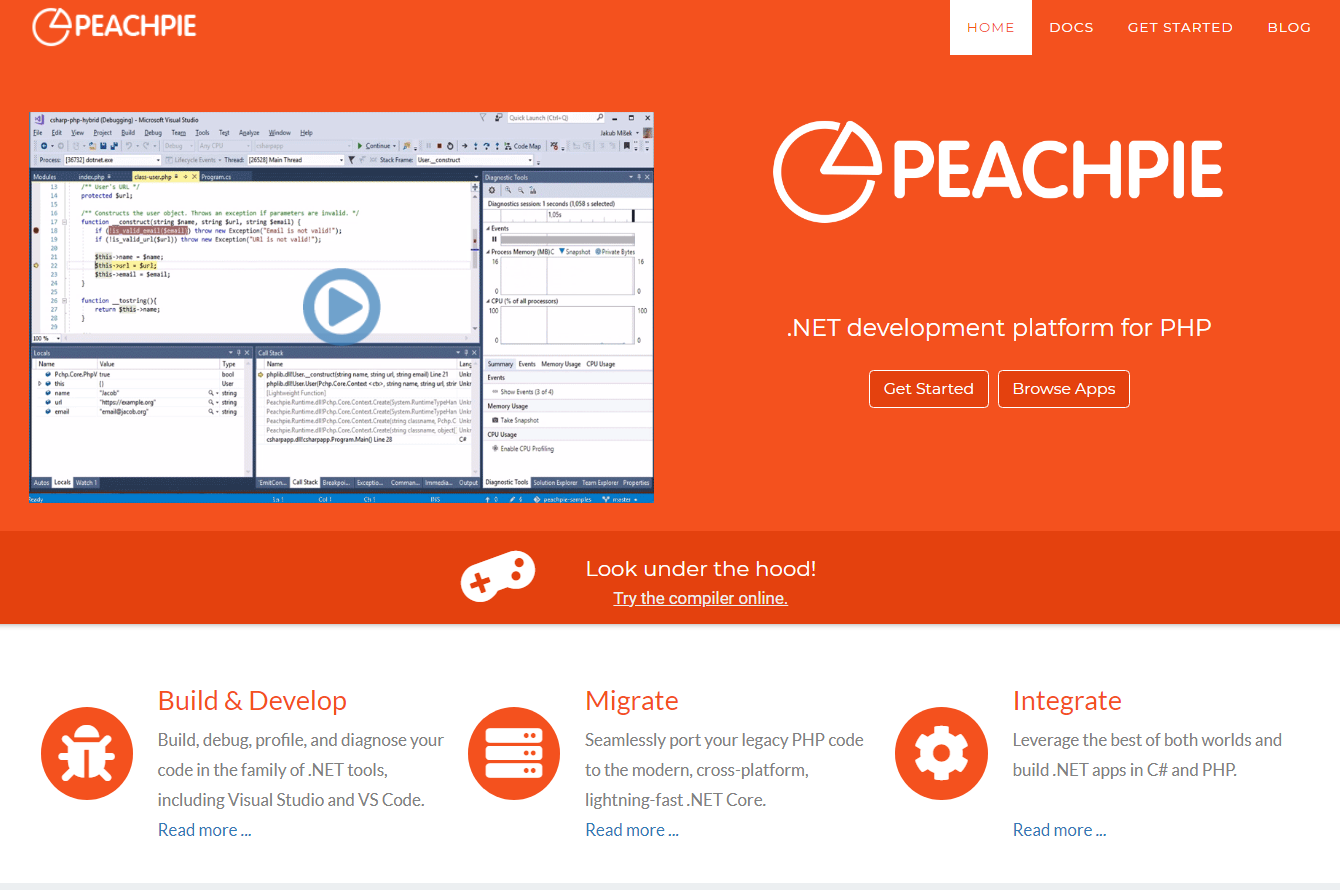 PEACHPIE
HOME
DOCS
GET STARTED
BLOG
csharp-php-hybrid (Debugging) - Microsoft Visual Studio
Quick Launch (Ctrl+Q)
File Edit View Project Build Debug Team Tools Test Analyze Window Help
Jakub Míšek
Debug Any CPU csharpapp Continue Code Map
Process: [36732] dotnet.exe Lifecycle Events Thread: [26528] Main Thread Stack Frame: User.__construct
Modules index.php class-user.php Program.cs
13 /** User's URL */
14 protected $url;
15
16 /** Constructs the user object. Throws an exception if parameters are invalid. */
17 function __construct(string $name, string $url, string $email) {
18 if (!is_valid_email($email)) throw new Exception("Email is not valid!");
19 if (!is_valid_url($url)) throw new Exception("URl is not valid!");
20
21 $this->name = $name;
22 $this->url = $url;
23 $this->email = $email;
24 }
25
26 function __tostring(){
27 return $this->name;
28 }
29
100 %
Diagnostic Tools
Diagnostics session: 1 seconds (1,058 s selected)
1.05s
Events
Process Memory (MB) Snapshot Private Bytes
16 16
0 0
CPU (% of all processors)
100 100
0 0
Summary Events Memory Usage CPU Usage
Events
Show Events (3 of 4)
Memory Usage
Take Snapshot
CPU Usage
Enable CPU Profiling
Locals
Name Value Type
Pchp.Core.PhpV true bool
this {} User
name "Jacob" string
url "https://example.org" string
email "email@jacob.org" string
Autos Locals Watch 1
Call Stack
Name Lang
phplib.dll!User.__construct(string name, string url, string email) Line 21 Unkr
phplib.dll!User.User(Pchp.Core.Context <ctx>, string name, string url, strin Unkr
[Lightweight Function]
Peachpie.Runtime.dll!Pchp.Core.Context.Create(System.RuntimeTypeHan Unkr
Peachpie.Runtime.dll!Pchp.Core.Context.Create(System.RuntimeTypeHan Unkr
Peachpie.Runtime.dll!Pchp.Core.Context.Create(string classname, Pchp.C Unkr
Peachpie.Runtime.dll!Pchp.Core.Context.Create(string classname, object[ Unkr
csharpapp.dll!csharpapp.Program.Main() Line 28 C#
EmitCon... Call Stack Breakpoi... Exceptio... Comman... Immedia... Output
Diagnostic Tools Solution Explorer Team Explorer Properties
Ready Ln 1 Col 1 Ch 1 INS 0 5 peachpie-samples master
PEACHPIE
.NET development platform for PHP
Get Started
Browse Apps
Look under the hood!
Try the compiler online.
Build & Develop
Build, debug, profile, and diagnose your
code in the family of .NET tools,
including Visual Studio and VS Code.
Read more ...
Migrate
Seamlessly port your legacy PHP code
to the modern, cross-platform,
lightning-fast .NET Core.
Read more ...
Integrate
Leverage the best of both worlds and
build .NET apps in C# and PHP.
Read more ...